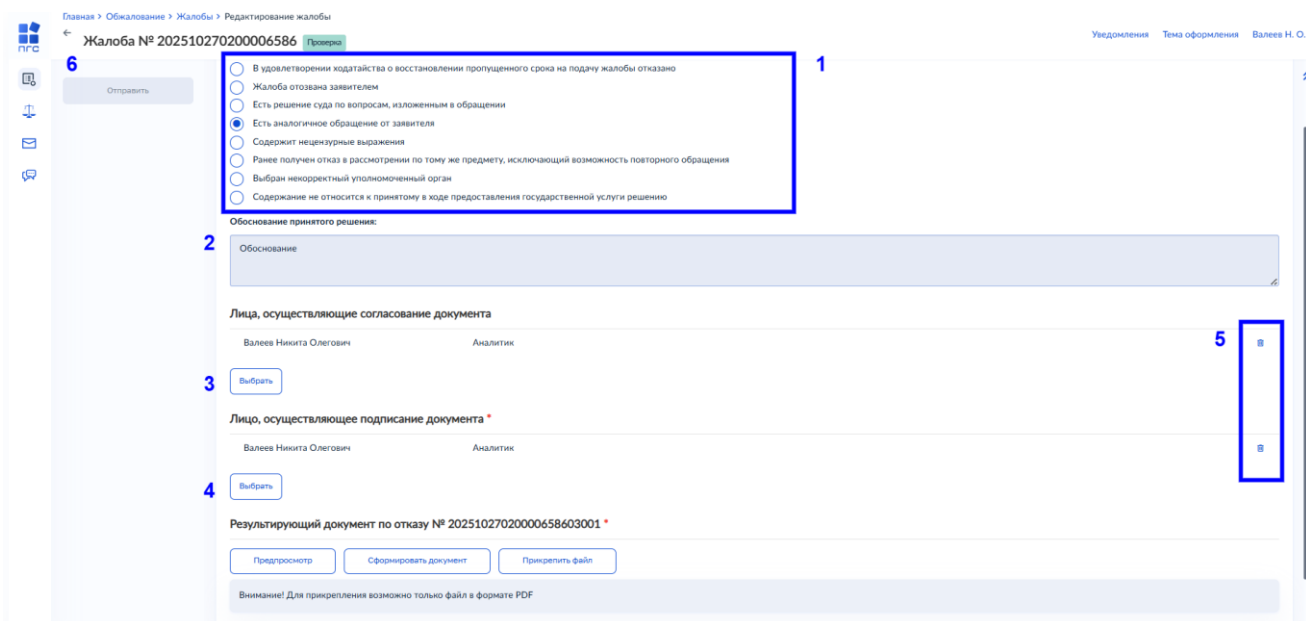 Главная > Обжалование > Жалобы > Редактирование жалобы
Жалоба № 202510270200006586 Проверка
Уведомления Тема оформления Валеев Н. О.
пгс
6
Отправить
1
В удовлетворении ходатайства о восстановлении пропущенного срока на подачу жалобы отказано
Жалоба отозвана заявителем
Есть решение суда по вопросам, изложенным в обращении
Есть аналогичное обращение от заявителя
Содержит нецензурные выражения
Ранее получен отказ в рассмотрении по тому же предмету, исключающий возможность повторного обращения
Выбран некорректный уполномоченный орган
Содержание не относится к принятому в ходе предоставления государственной услуги решению
Обоснование принятого решения:
2
Обоснование
Лица, осуществляющие согласование документа
Валеев Никита Олегович Аналитик
5
3
Выбрать
Лицо, осуществляющее подписание документа *
Валеев Никита Олегович Аналитик
4
Выбрать
Результирующий документ по отказу № 20251027020000658603001 *
Предпросмотр Сформировать документ Прикрепить файл
Внимание! Для прикрепления возможно только файл в формате PDF